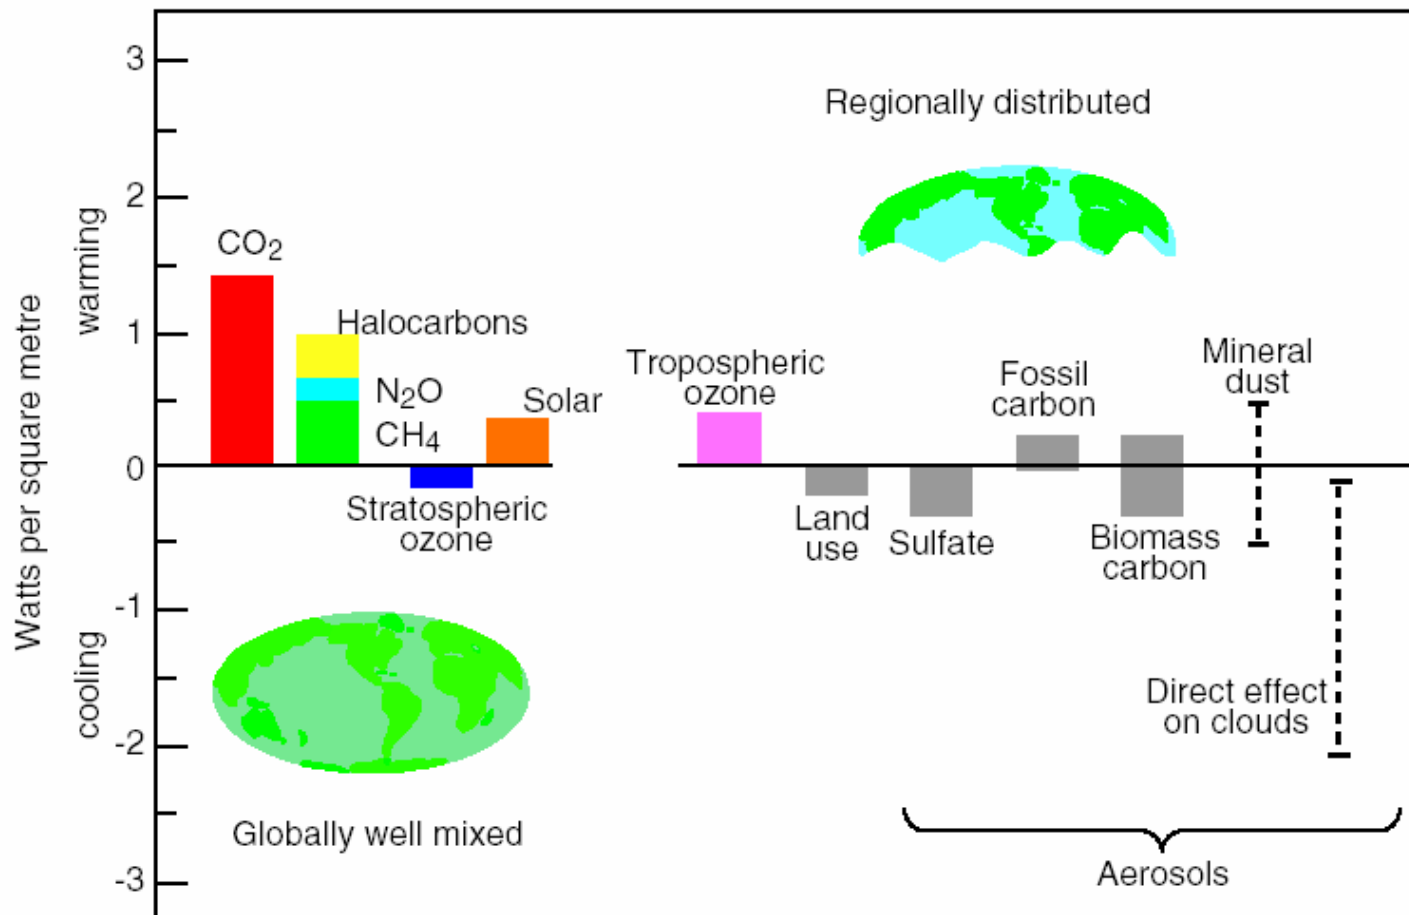 3
2
1
0
-1
-2
-3
Watts per square metre
warming
cooling
CO₂
Halocarbons
N₂O
CH₄
Solar
Stratospheric
ozone
Globally well mixed
Regionally distributed
Tropospheric
ozone
Land
use
Sulfate
Fossil
carbon
Biomass
carbon
Mineral
dust
Direct effect
on clouds
Aerosols